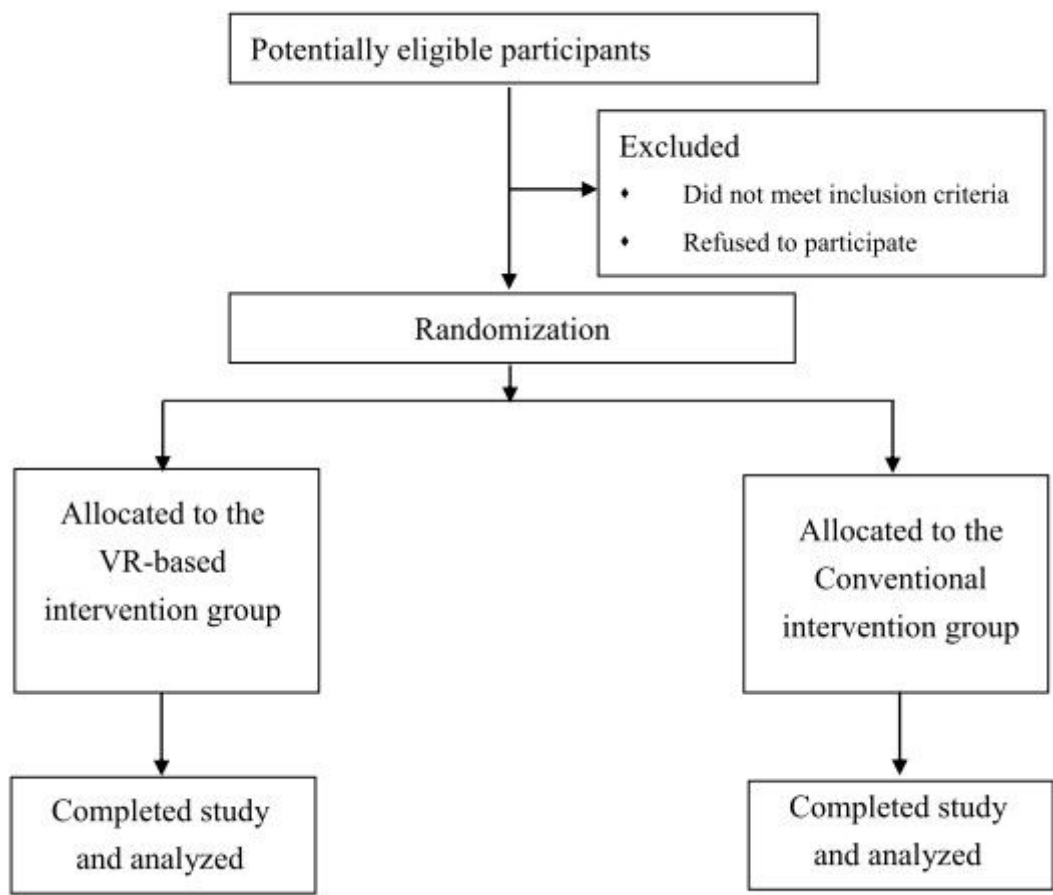 Potentially eligible participants
Excluded
♦ Did not meet inclusion criteria
♦ Refused to participate
Randomization
Allocated to the
VR-based
intervention group
Allocated to the
Conventional
intervention group
Completed study
and analyzed
Completed study
and analyzed